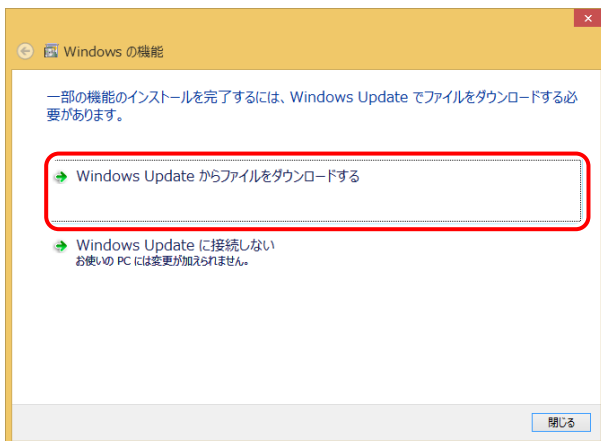 Windows の機能
一部の機能のインストールを完了するには、Windows Update でファイルをダウンロードする必
要があります。
Windows Update からファイルをダウンロードする
Windows Update に接続しない
お使いの PC には変更が加えられません。
閉じる